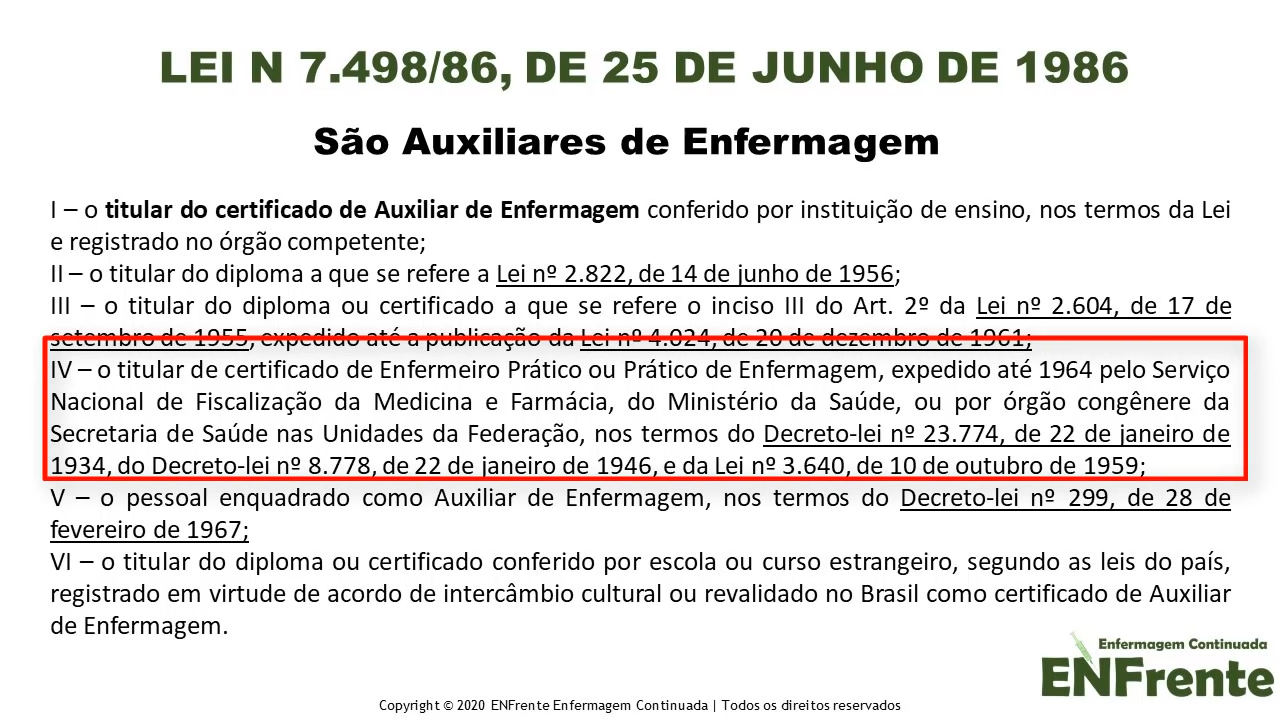 LEI N 7.498/86, DE 25 DE JUNHO DE 1986
São Auxiliares de Enfermagem
I – o titular do certificado de Auxiliar de Enfermagem conferido por instituição de ensino, nos termos da Lei
e registrado no órgão competente;
II – o titular do diploma a que se refere a Lei nº 2.822, de 14 de junho de 1956;
III – o titular do diploma ou certificado a que se refere o inciso III do Art. 2º da Lei nº 2.604, de 17 de
setembro de 1955, expedido até a publicação da Lei nº 4.024, de 20 de dezembro de 1961;
IV – o titular de certificado de Enfermeiro Prático ou Prático de Enfermagem, expedido até 1964 pelo Serviço
Nacional de Fiscalização da Medicina e Farmácia, do Ministério da Saúde, ou por órgão congênere da
Secretaria de Saúde nas Unidades da Federação, nos termos do Decreto-lei nº 23.774, de 22 de janeiro de
1934, do Decreto-lei nº 8.778, de 22 de janeiro de 1946, e da Lei nº 3.640, de 10 de outubro de 1959;
V – o pessoal enquadrado como Auxiliar de Enfermagem, nos termos do Decreto-lei nº 299, de 28 de
fevereiro de 1967;
VI – o titular do diploma ou certificado conferido por escola ou curso estrangeiro, segundo as leis do país,
registrado em virtude de acordo de intercâmbio cultural ou revalidado no Brasil como certificado de Auxiliar
de Enfermagem.
Enfermagem Continuada
ENFrente
Copyright © 2020 ENFrente Enfermagem Continuada | Todos os direitos reservados